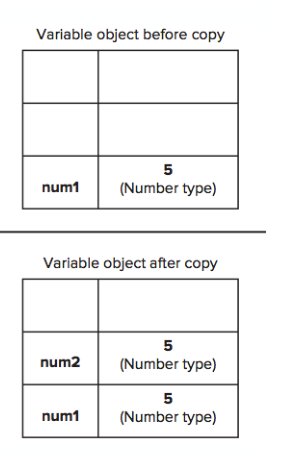 Variable object before copy
5
num1 (Number type)
Variable object after copy
5
num2 (Number type)
5
num1 (Number type)